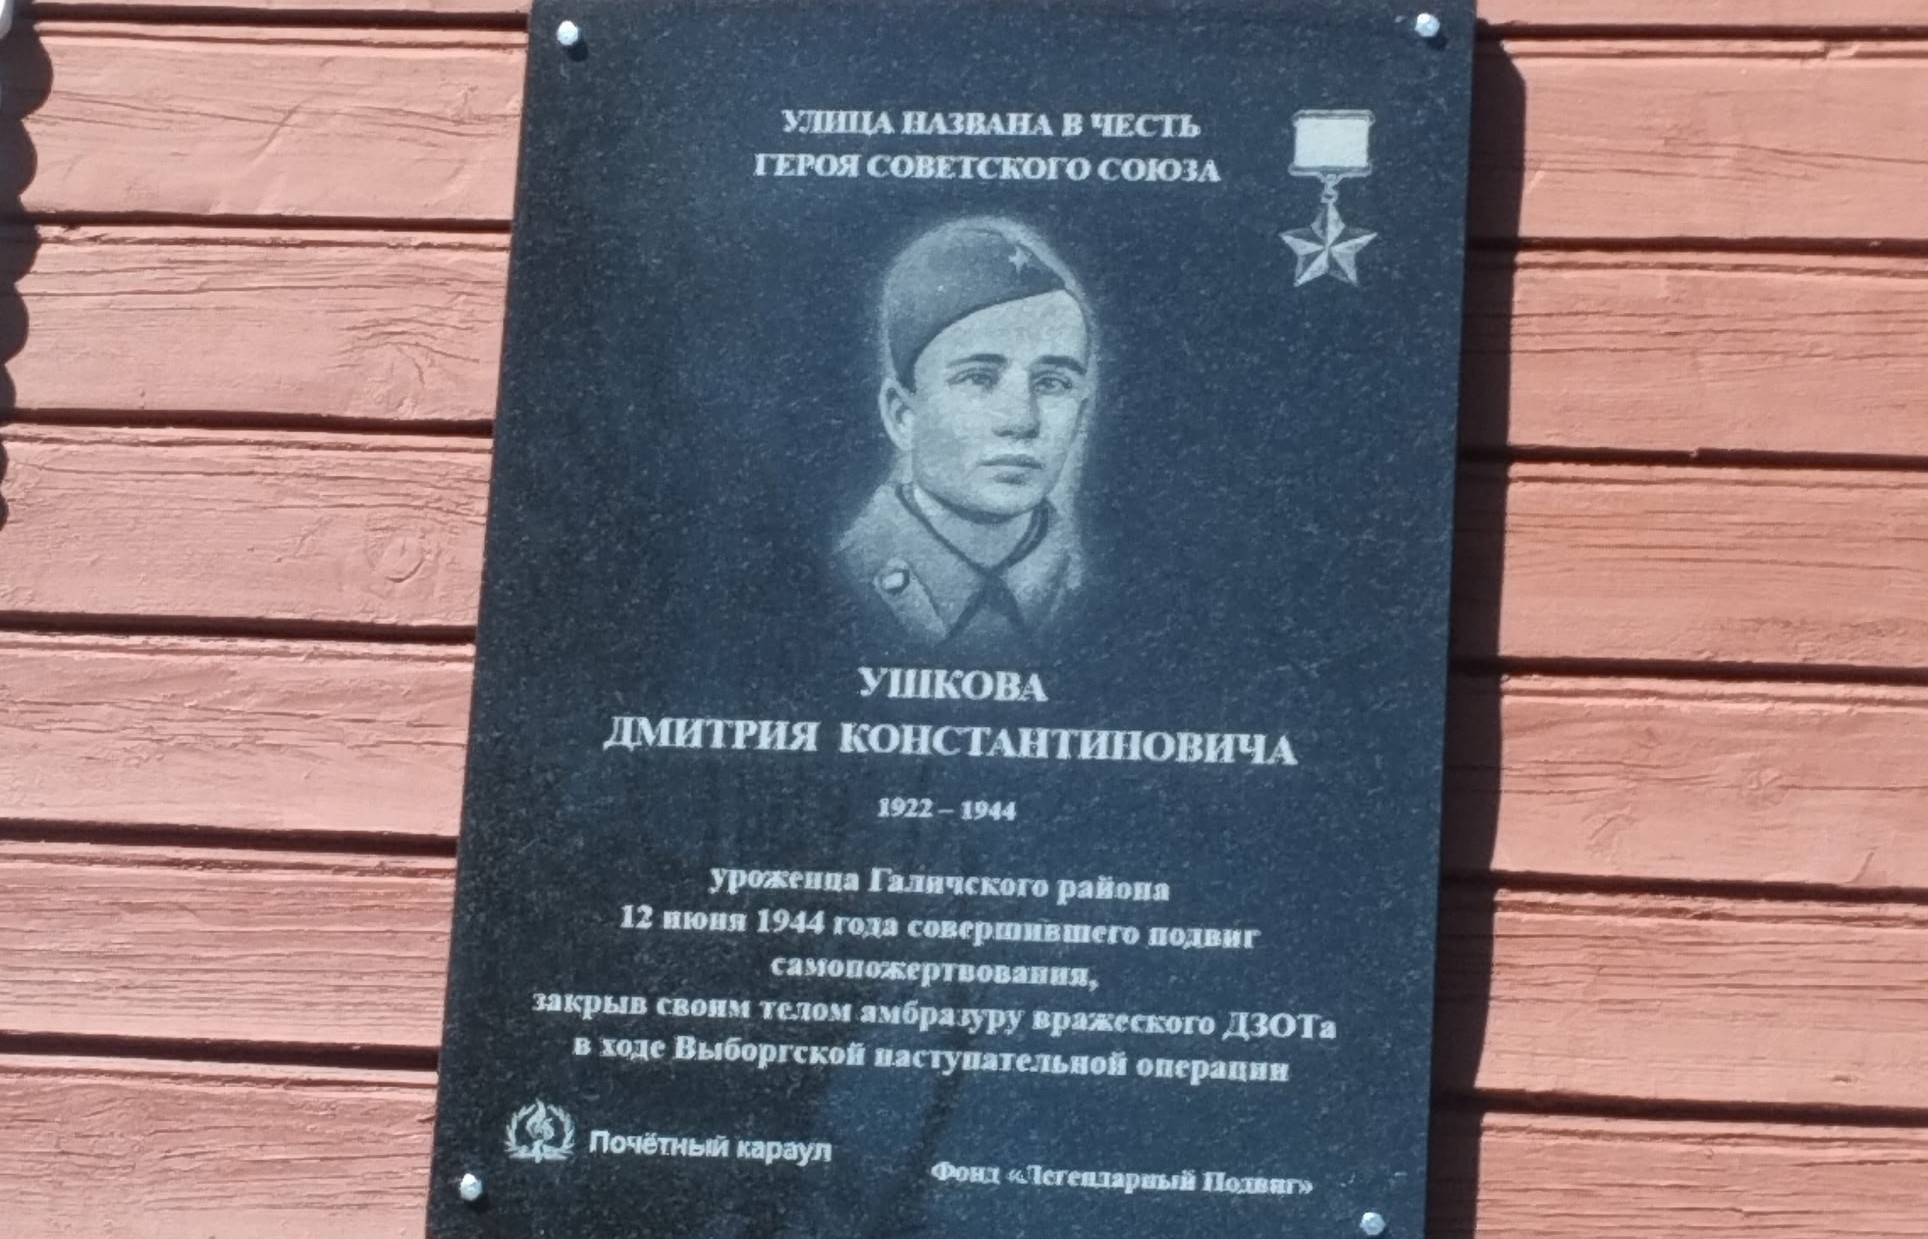 УЛИЦА НАЗВАНА В ЧЕСТЬ
ГЕРОЯ СОВЕТСКОГО СОЮЗА
УШКОВА
ДМИТРИЯ КОНСТАНТИНОВИЧА
1922 – 1944
уроженца Галичского района
12 июня 1944 года совершившего подвиг
самопожертвования,
закрыв своим телом амбразуру вражеского ДЗОТа
в ходе Выборгской наступательной операции
Почётный караул
Фонд «Легендарный Подвиг»